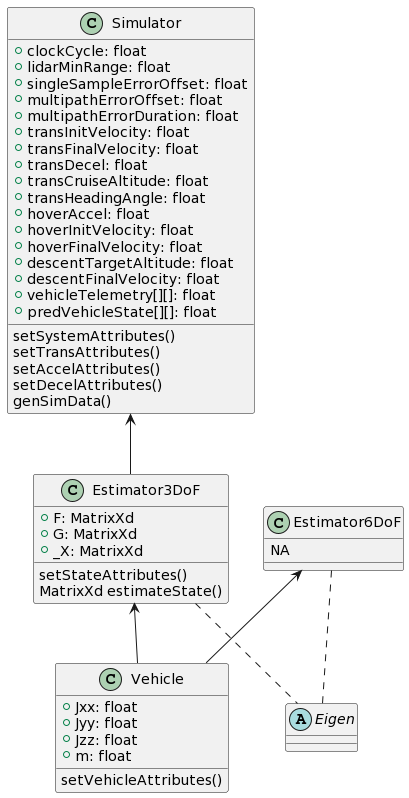 C Simulator
clockCycle: float
lidarMinRange: float
singleSampleErrorOffset: float
multipathErrorOffset: float
multipathErrorDuration: float
transInitVelocity: float
transFinalVelocity: float
transDecel: float
transCruiseAltitude: float
transHeadingAngle: float
hoverAccel: float
hoverInitVelocity: float
hoverFinalVelocity: float
descentTargetAltitude: float
descentFinalVelocity: float
vehicleTelemetry[][]: float
predVehicleState[][]: float
setSystemAttributes()
setTransAttributes()
setAccelAttributes()
setDecelAttributes()
genSimData()
C Estimator3DoF
F: MatrixXd
G: MatrixXd
_X: MatrixXd
setStateAttributes()
MatrixXd estimateState()
C Estimator6DoF
NA
C Vehicle
Jxx: float
Jyy: float
Jzz: float
m: float
setVehicleAttributes()
A Eigen